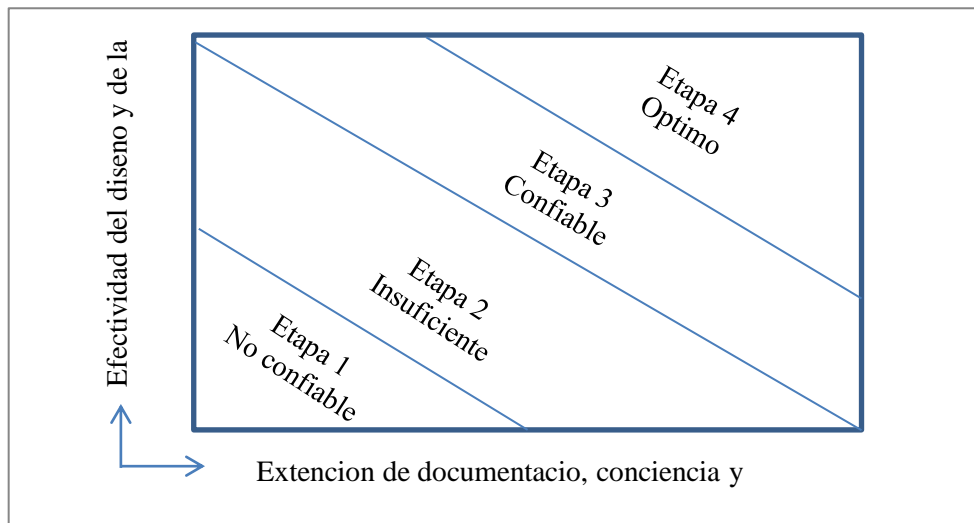 Efectividad del diseno y de la
Etapa 4
Optimo
Etapa 3
Confiable
Etapa 2
Insuficiente
Etapa 1
No confiable
Extencion de documentacio, conciencia y